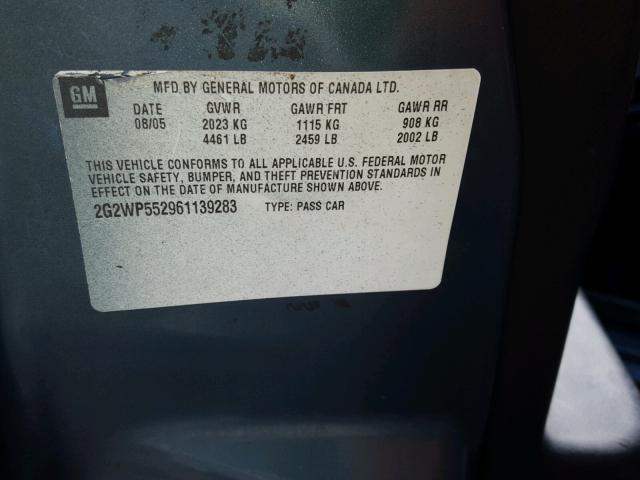 GM
MFD.BY GENERAL MOTORS OF CANADA LTD.
DATE GVWR GAWR FRT GAWR RR
08/05 2023 KG 1115 KG 908 KG
4461 LB 2459 LB 2002 LB
THIS VEHICLE CONFORMS TO ALL APPLICABLE U.S. FEDERAL MOTOR
VEHICLE SAFETY, BUMPER, AND THEFT PREVENTION STANDARDS IN
EFFECT ON THE DATE OF MANUFACTURE SHOWN ABOVE.
2G2WP552961139283 TYPE: PASS CAR